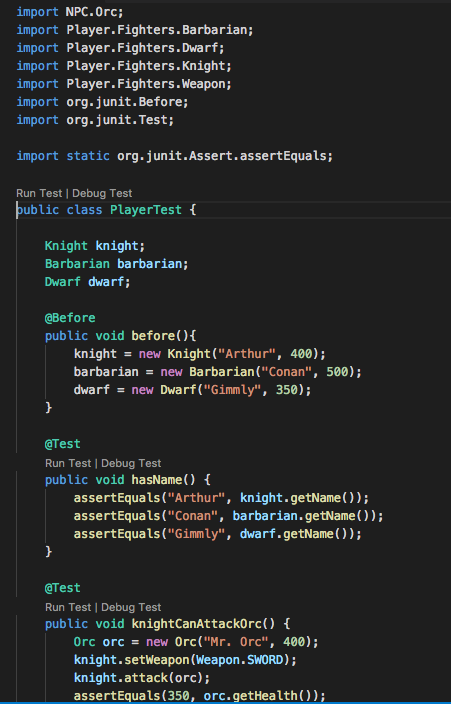 import NPC.Orc;
import Player.Fighters.Barbarian;
import Player.Fighters.Dwarf;
import Player.Fighters.Knight;
import Player.Fighters.Weapon;
import org.junit.Before;
import org.junit.Test;
import static org.junit.Assert.assertEquals;
Run Test | Debug Test
public class PlayerTest {
Knight knight;
Barbarian barbarian;
Dwarf dwarf;
@Before
public void before(){
knight = new Knight("Arthur", 400);
barbarian = new Barbarian("Conan", 500);
dwarf = new Dwarf("Gimmly", 350);
}
@Test
Run Test | Debug Test
public void hasName() {
assertEquals("Arthur", knight.getName());
assertEquals("Conan", barbarian.getName());
assertEquals("Gimmly", dwarf.getName());
}
@Test
Run Test | Debug Test
public void knightCanAttackOrc() {
Orc orc = new Orc("Mr. Orc", 400);
knight.setWeapon(Weapon.SWORD);
knight.attack(orc);
assertEquals(350, orc.getHealth());